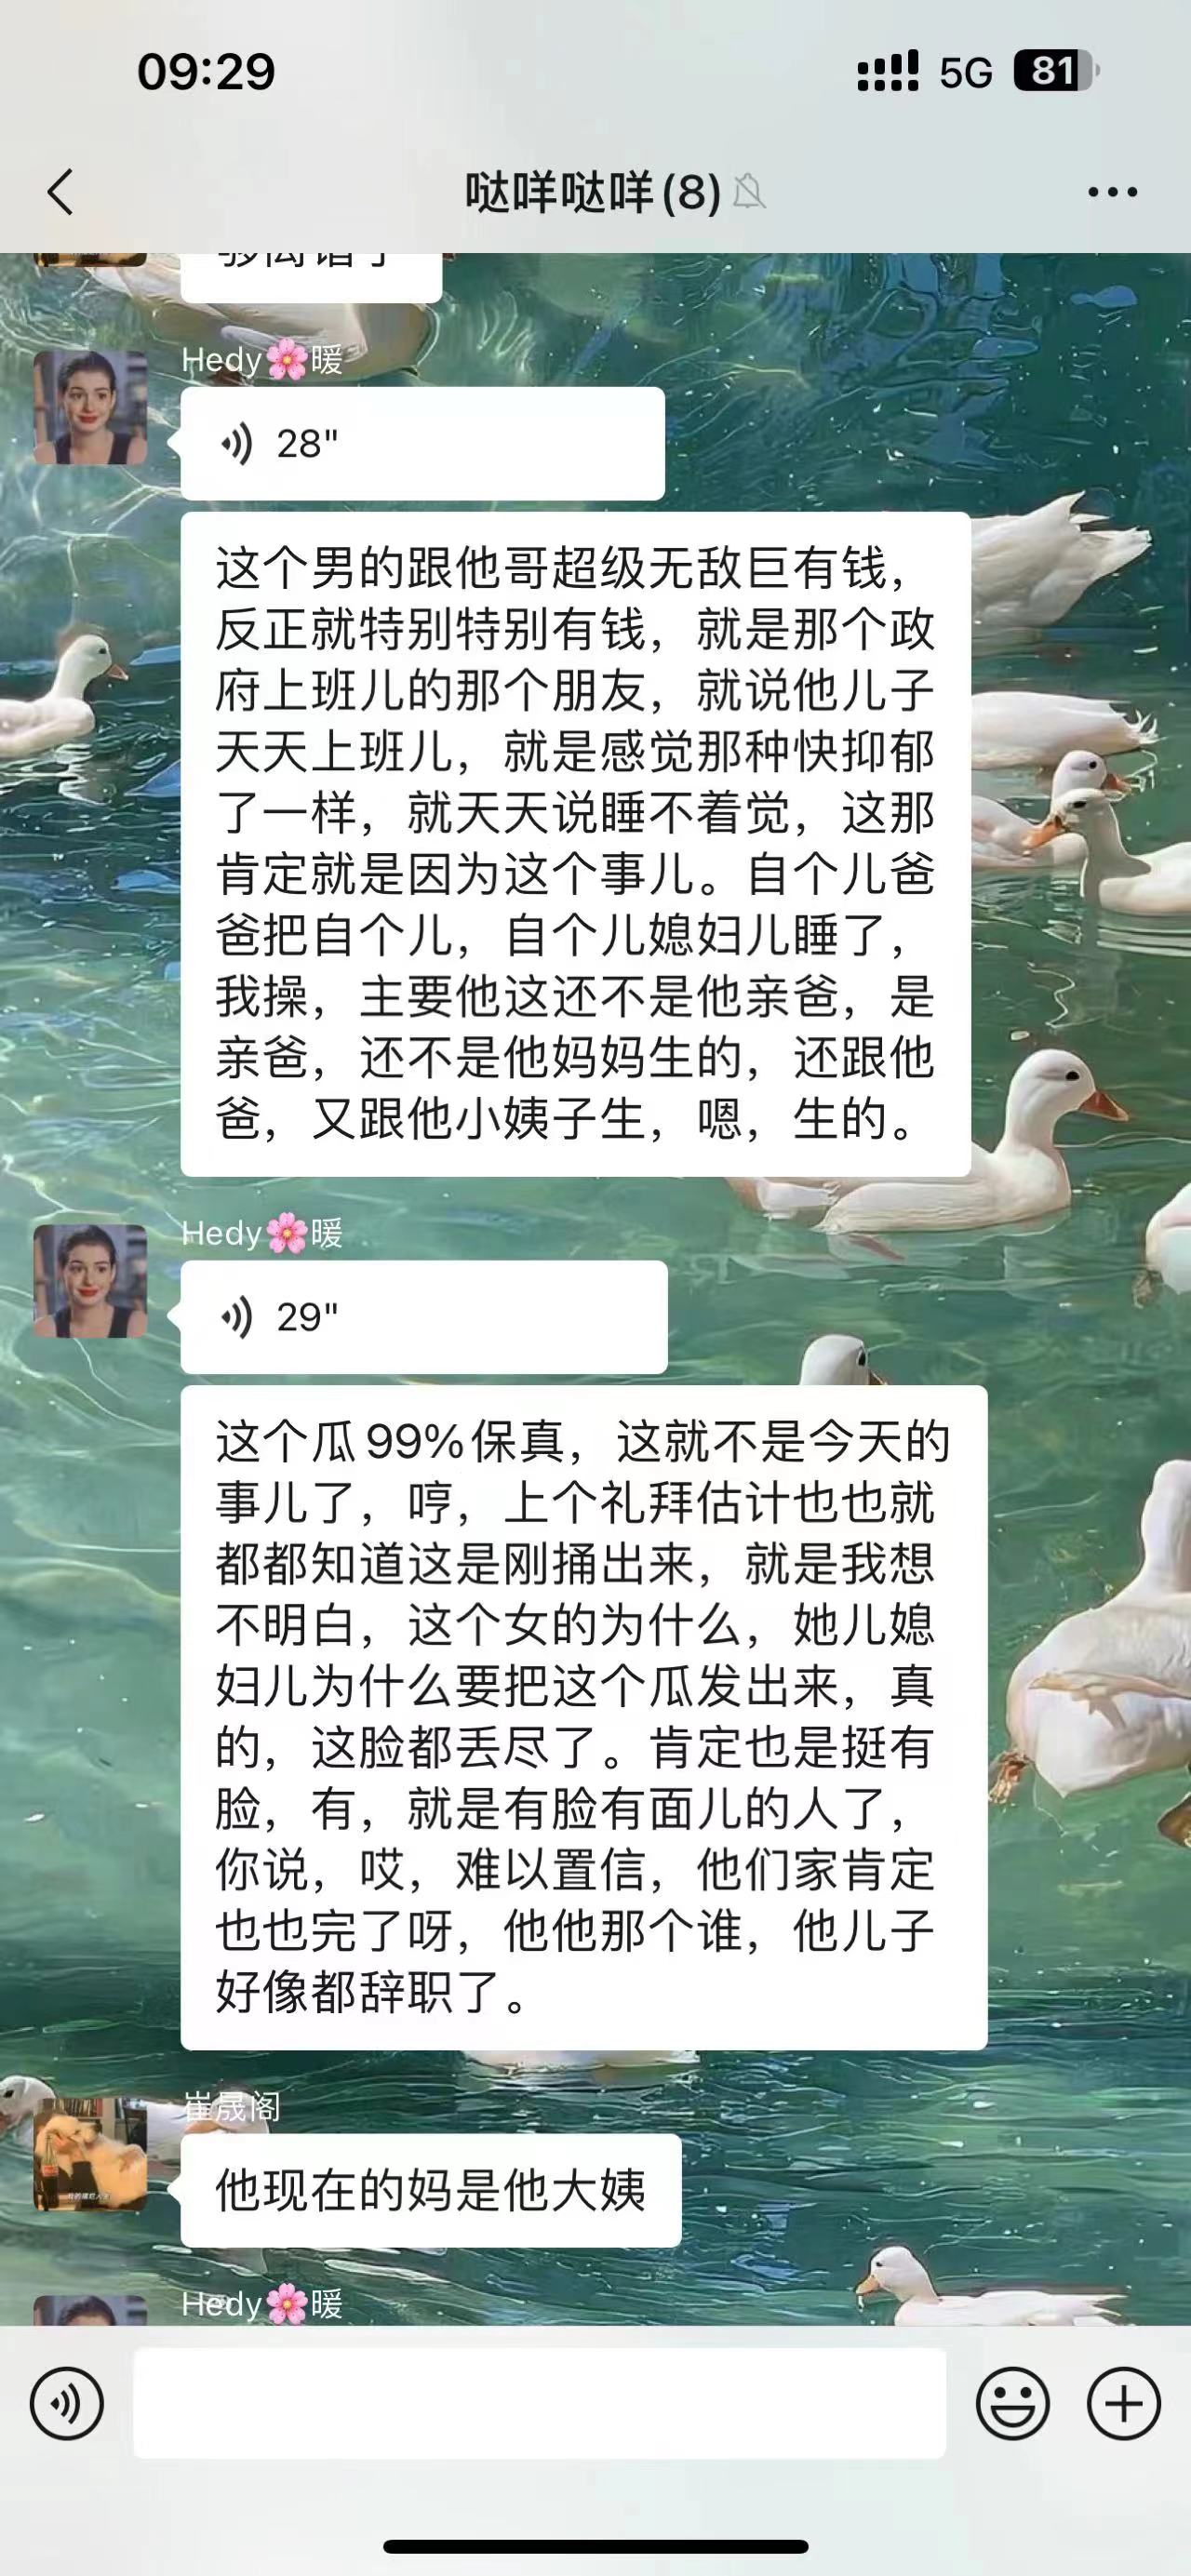 09:29
5G 81
哒咩哒咩(8)
Hedy🌸暖
28"
这个男的跟他哥超级无敌巨有钱，
反正就特别特别有钱，就是那个政
府上班儿的那个朋友，就说他儿子
天天上班儿，就是感觉那种快抑郁
了一样，就天天说睡不着觉，这那
肯定就是因为这个事儿。自个儿爸
爸把自个儿，自个儿媳妇儿睡了，
我操，主要他这还不是他亲爸，是
亲爸，还不是他妈妈生的，还跟他
爸，又跟他小姨子生，嗯，生的。
Hedy🌸暖
29"
这个瓜99%保真，这就不是今天的
事儿了，哼，上个礼拜估计也也就
都都知道这是刚捅出来，就是我想
不明白，这个女的为什么，她儿媳
妇儿为什么要把这个瓜发出来，真
的，这脸都丢尽了。肯定也是挺有
脸，有，就是有脸有面儿的人了，
你说，哎，难以置信，他们家肯定
也也完了呀，他他那个谁，他儿子
好像都辞职了。
崔晟阁
他现在的妈是他大姨
Hedy🌸暖